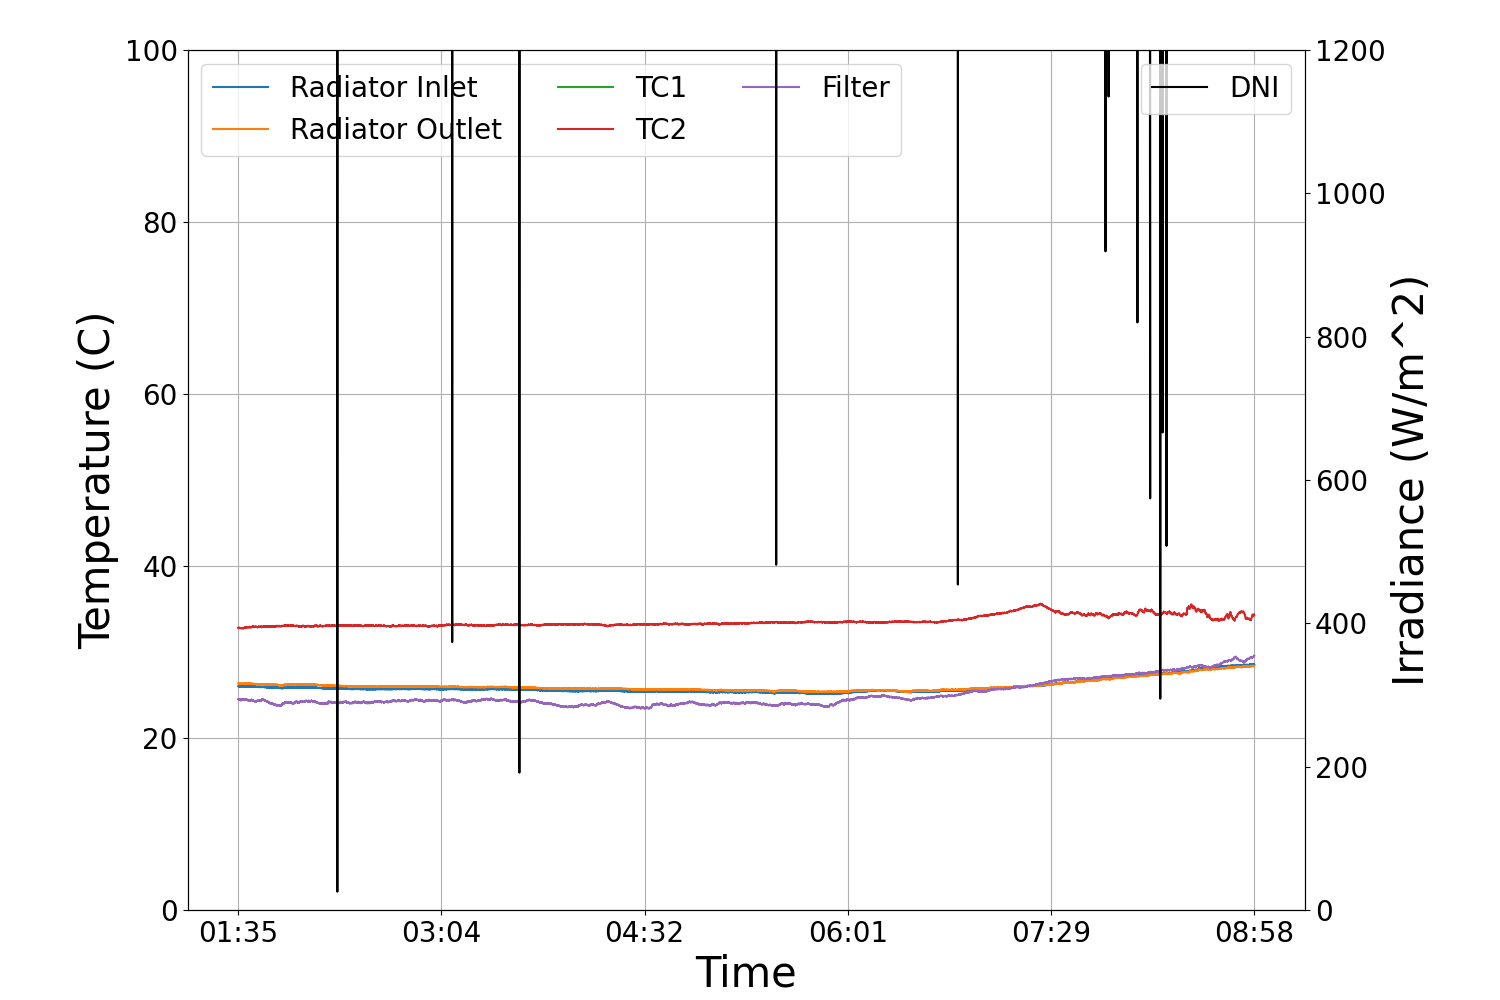 Radiator Inlet
Radiator Outlet
TC1
TC2
Filter
DNI
Temperature (C)
100
80
60
40
20
0
1200
1000
800
600
400
200
0
Irradiance (W/m^2)
01:35 03:04 04:32 06:01 07:29 08:58
Time